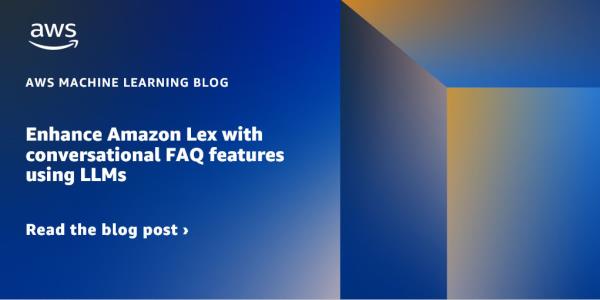 aws
AWS MACHINE LEARNING BLOG
Enhance Amazon Lex with
conversational FAQ features
using LLMs
Read the blog post ›